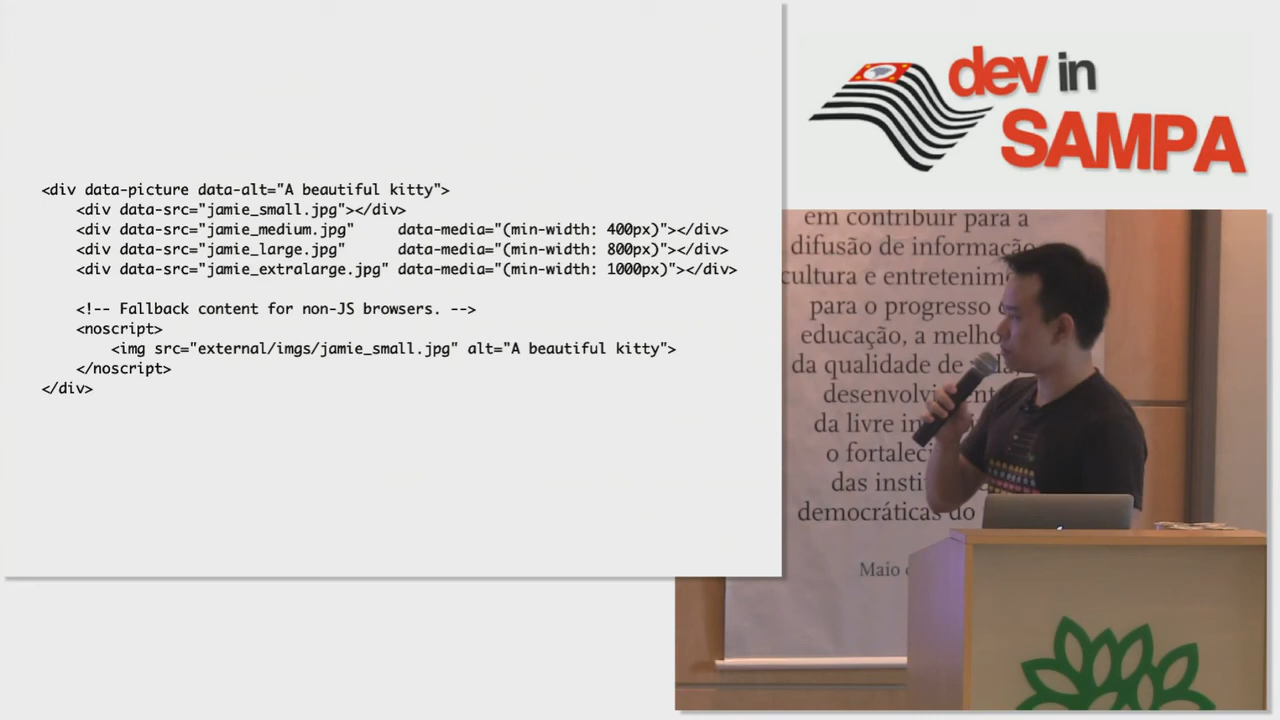 <div data-picture data-alt="A beautiful kitty">
    <div data-src="jamie_small.jpg"></div>
    <div data-src="jamie_medium.jpg"     data-media="(min-width: 400px)"></div>
    <div data-src="jamie_large.jpg"      data-media="(min-width: 800px)"></div>
    <div data-src="jamie_extralarge.jpg" data-media="(min-width: 1000px)"></div>
    <!-- Fallback content for non-JS browsers. -->
    <noscript>
        <img src="external/imgs/jamie_small.jpg" alt="A beautiful kitty">
    </noscript>
</div>
dev in
SAMPA
em contribuir para a
difusão de informação
cultura e entretenim
para o progresso
educação, a melho
da qualidade de vida,
desenvolvi
da livre in
o fortaleci
das insti
democráticas do
Maio